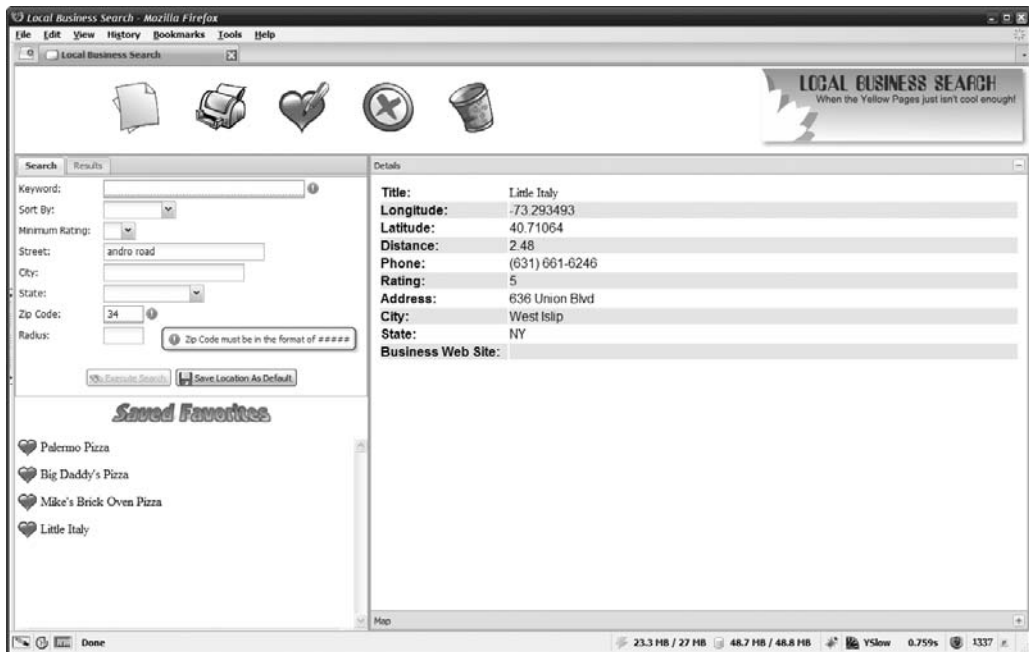 Local Business Search - Mozilla Firefox
File Edit View History Bookmarks Tools Help
Local Business Search
LOCAL BUSINESS SEARCH
When the Yellow Pages just isn't cool enough!
Search Results
Keyword:
Sort By:
Minimum Rating:
Street: andro road
City:
State:
Zip Code: 34
Radius:
Zip Code must be in the format of #####
Execute Search Save Location As Default
Saved Favorites
Palermo Pizza
Big Daddy's Pizza
Mike's Brick Oven Pizza
Little Italy
Details
Title: Little Italy
Longitude: -73.293493
Latitude: 40.71064
Distance: 2.48
Phone: (631) 661-6246
Rating: 5
Address: 636 Union Blvd
City: West Islip
State: NY
Business Web Site:
Map
Done 23.3 MB / 27 MB 48.7 MB / 48.8 MB YSlow 0.759s 1337